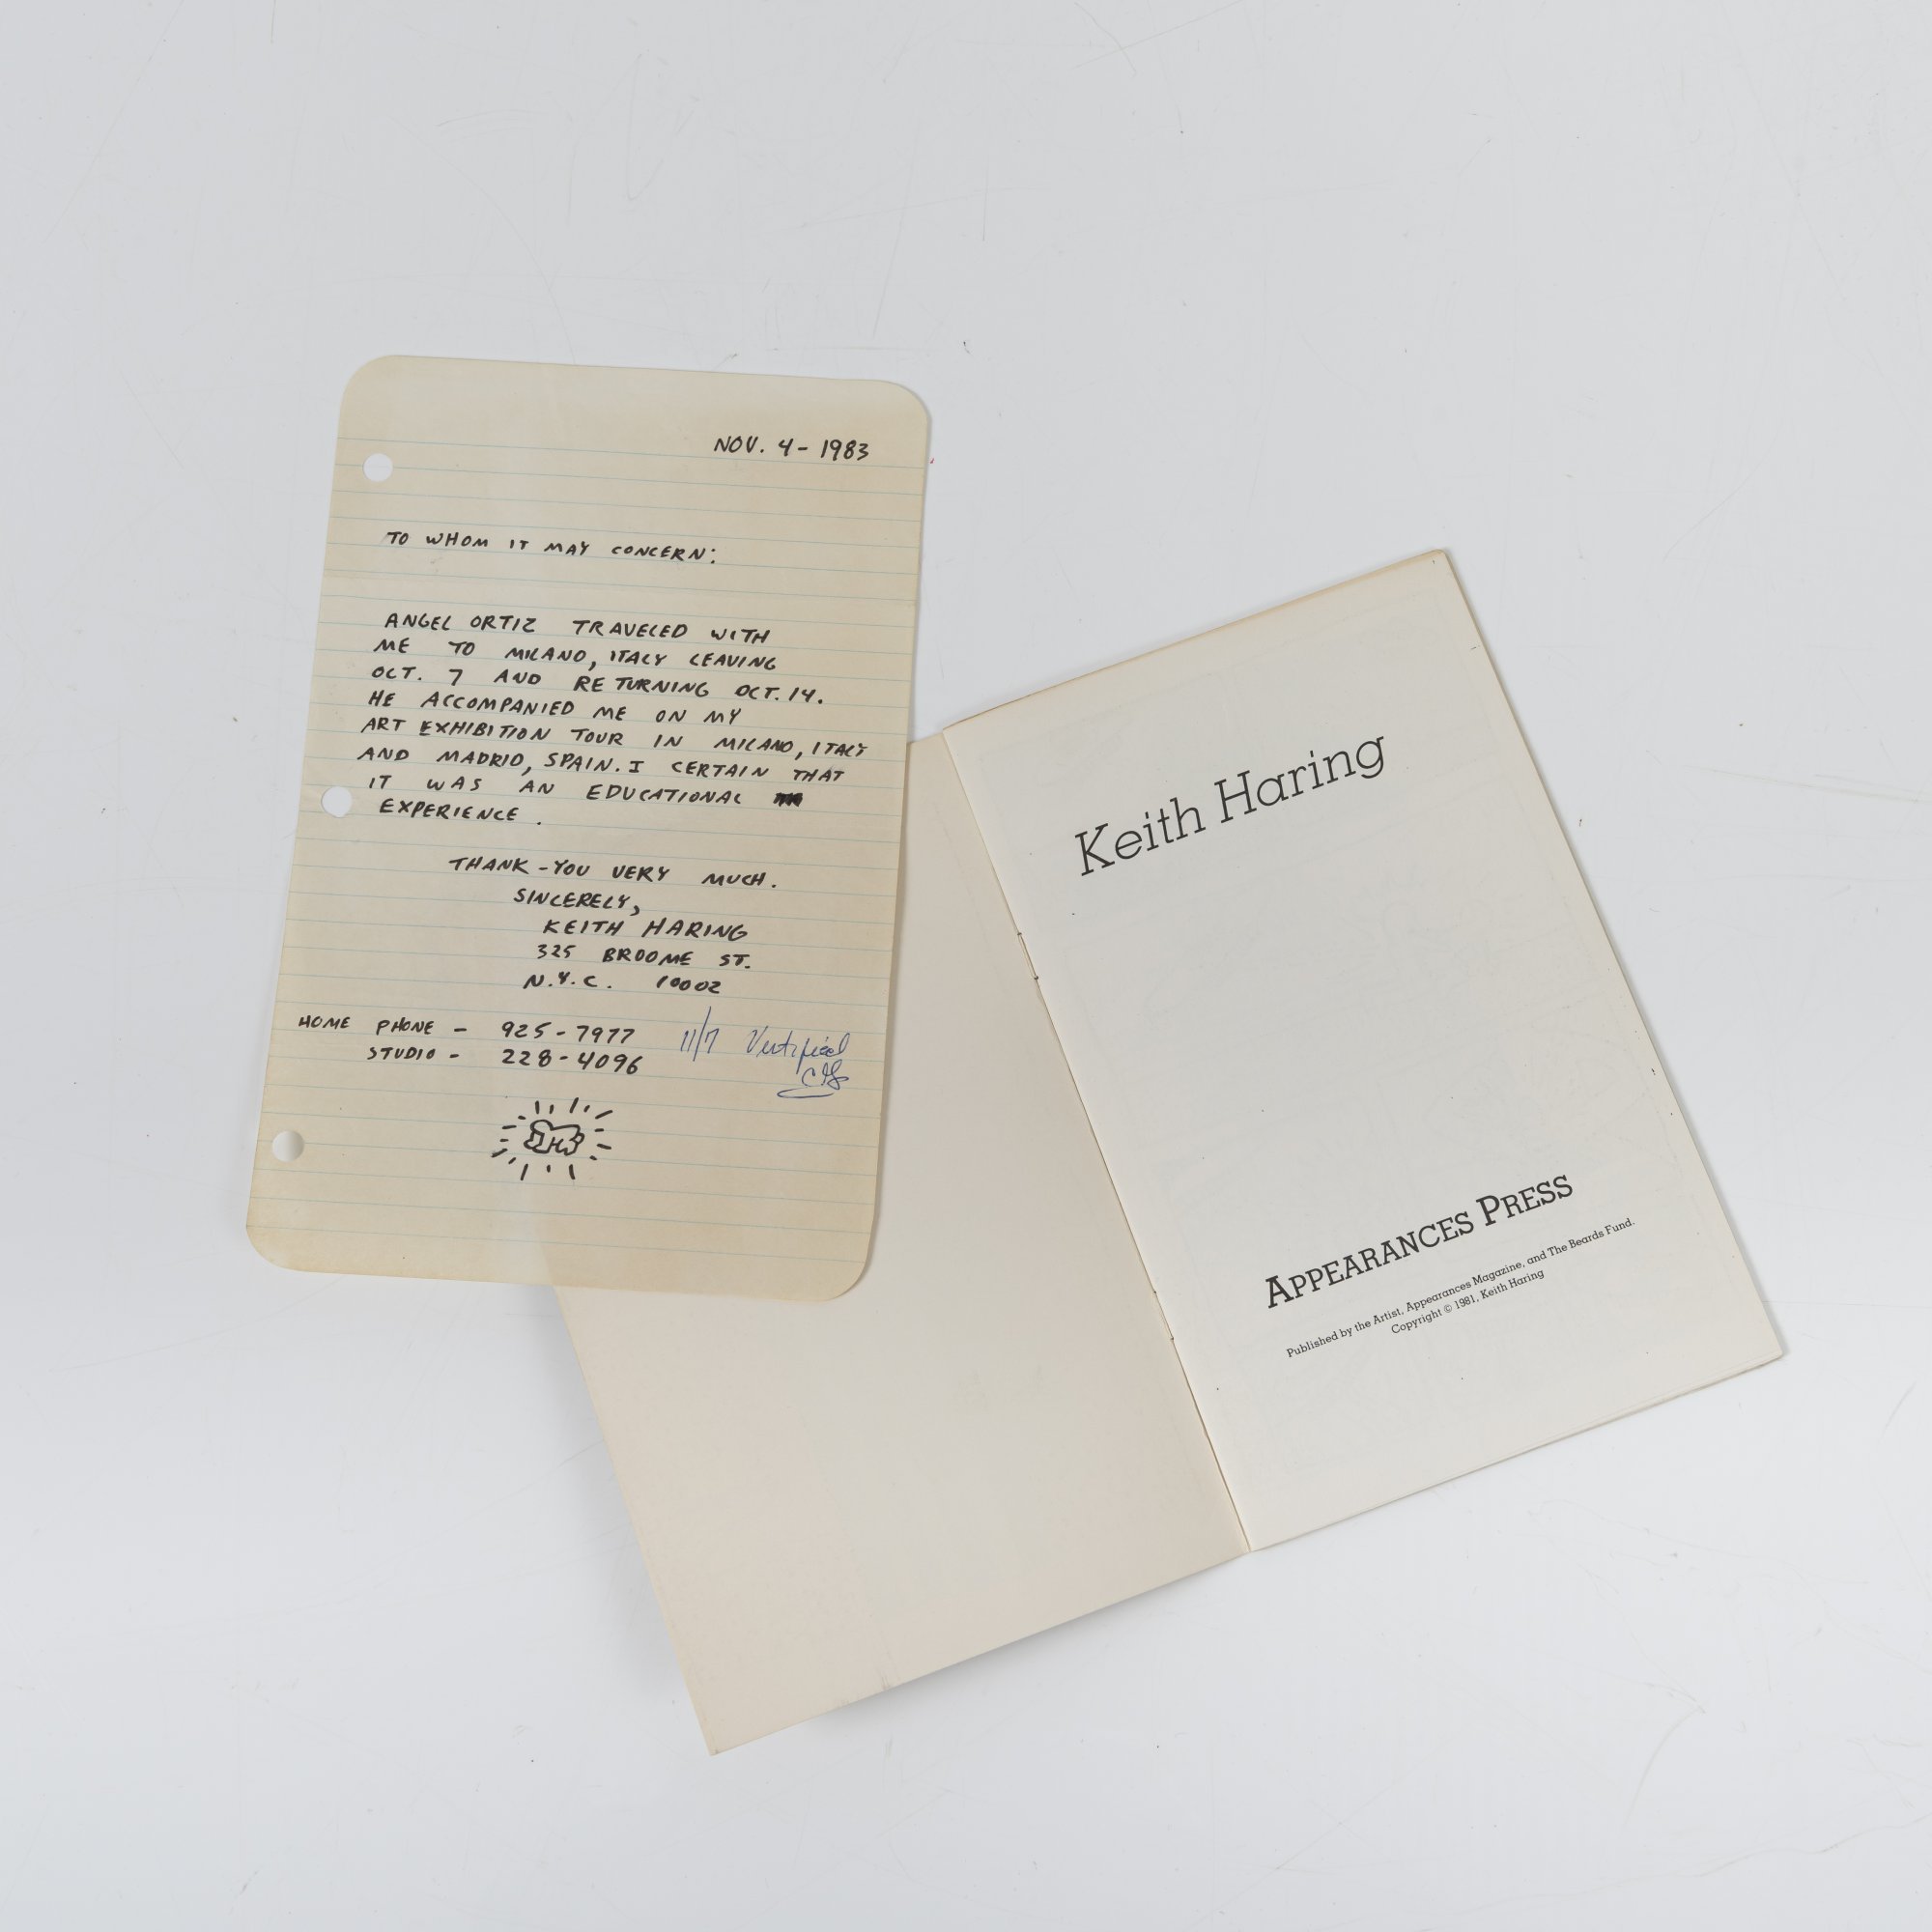 NOV. 4 - 1983
TO WHOM IT MAY CONCERN:
ANGEL ORTIZ TRAVELED WITH
ME TO MILANO, ITALY LEAVING
OCT. 7 AND RETURNING OCT. 14.
HE ACCOMPANIED ME ON MY
ART EXHIBITION TOUR IN MILANO, ITALY
AND MADRID, SPAIN. I CERTAIN THAT
IT WAS AN EDUCATIONAL
EXPERIENCE.
THANK-YOU VERY MUCH.
SINCERELY,
KEITH HARING
325 BROOME ST.
N.Y.C. 10002
HOME PHONE - 925-7977
STUDIO - 228-4096
11/7
Keith Haring
APPEARANCES PRESS
Published by the Artist, Appearances Magazine, and The Beards Fund.
Copyright © 1981, Keith Haring